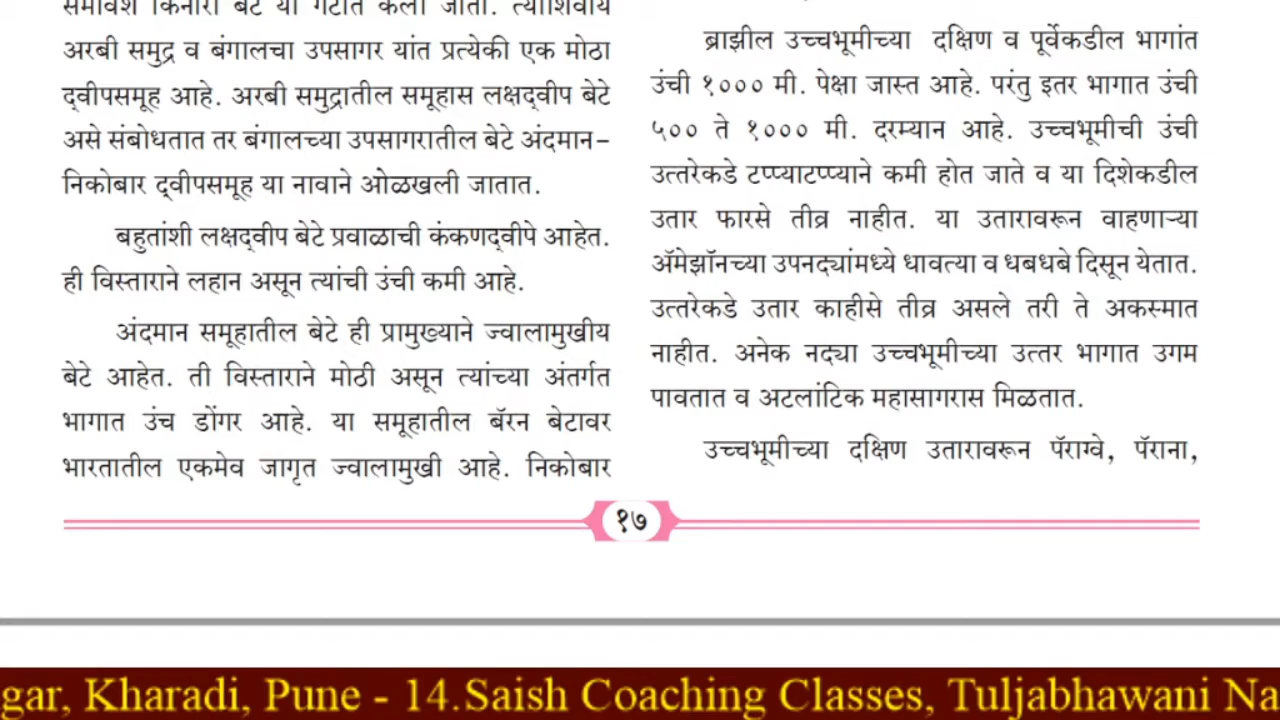 समावेश किनारी बेटे या गटात केला जातो. त्याशिवाय
अरबी समुद्र व बंगालचा उपसागर यांत प्रत्येकी एक मोठा
द्‌वीपसमूह आहे. अरबी समुद्रातील समूहास लक्षद्‌वीप बेटे
असे संबोधतात तर बंगालच्या उपसागरातील बेटे अंदमान–
निकोबार द्‌वीपसमूह या नावाने ओळखली जातात.
बहुतांशी लक्षद्‌वीप बेटे प्रवाळाची कंकणद्‌वीपे आहेत.
ही विस्ताराने लहान असून त्यांची उंची कमी आहे.
अंदमान समूहातील बेटे ही प्रामुख्याने ज्वालामुखीय
बेटे आहेत. ती विस्ताराने मोठी असून त्यांच्या अंतर्गत
भागात उंच डोंगर आहे. या समूहातील बॅरन बेटावर
भारतातील एकमेव जागृत ज्वालामुखी आहे. निकोबार
ब्राझील उच्चभूमीच्या दक्षिण व पूर्वेकडील भागांत
उंची १००० मी. पेक्षा जास्त आहे. परंतु इतर भागात उंची
५०० ते १००० मी. दरम्यान आहे. उच्चभूमीची उंची
उत्तरेकडे टप्प्याटप्प्याने कमी होत जाते व या दिशेकडील
उतार फारसे तीव्र नाहीत. या उतारावरून वाहणाऱ्या
ॲमेझॉनच्या उपनद्यांमध्ये धावत्या व धबधबे दिसून येतात.
उत्तरेकडे उतार काहीसे तीव्र असले तरी ते अकस्मात
नाहीत. अनेक नद्या उच्चभूमीच्या उत्तर भागात उगम
पावतात व अटलांटिक महासागरास मिळतात.
उच्चभूमीच्या दक्षिण उतारावरून पॅराग्वे, पॅराना,
१७
gar, Kharadi, Pune - 14.Saish Coaching Classes, Tuljabhawani Na